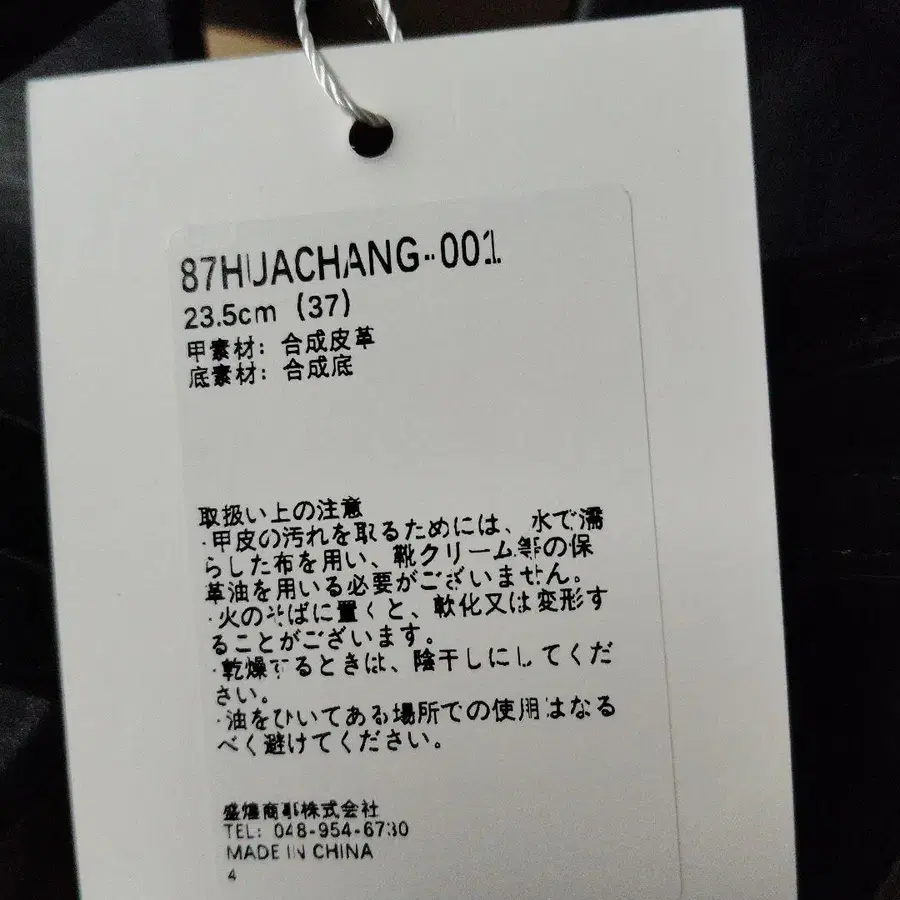 87HUACHANG-001
23.5cm (37)
甲素材: 合成皮革
底素材: 合成底
取扱い上の注意
·甲皮の汚れを取るためには、水で濡
らした布を用い、靴クリーム等の保
革油を用いる必要がございません。
·火のそばに置くと、軟化又は変形す
ることがございます。
·乾燥するときは、陰干しにしてくだ
さい。
·油をひいてある場所での使用はなる
べく避けてください。
商事株式会社
TEL: 048-954-6730
MADE IN CHINA
4